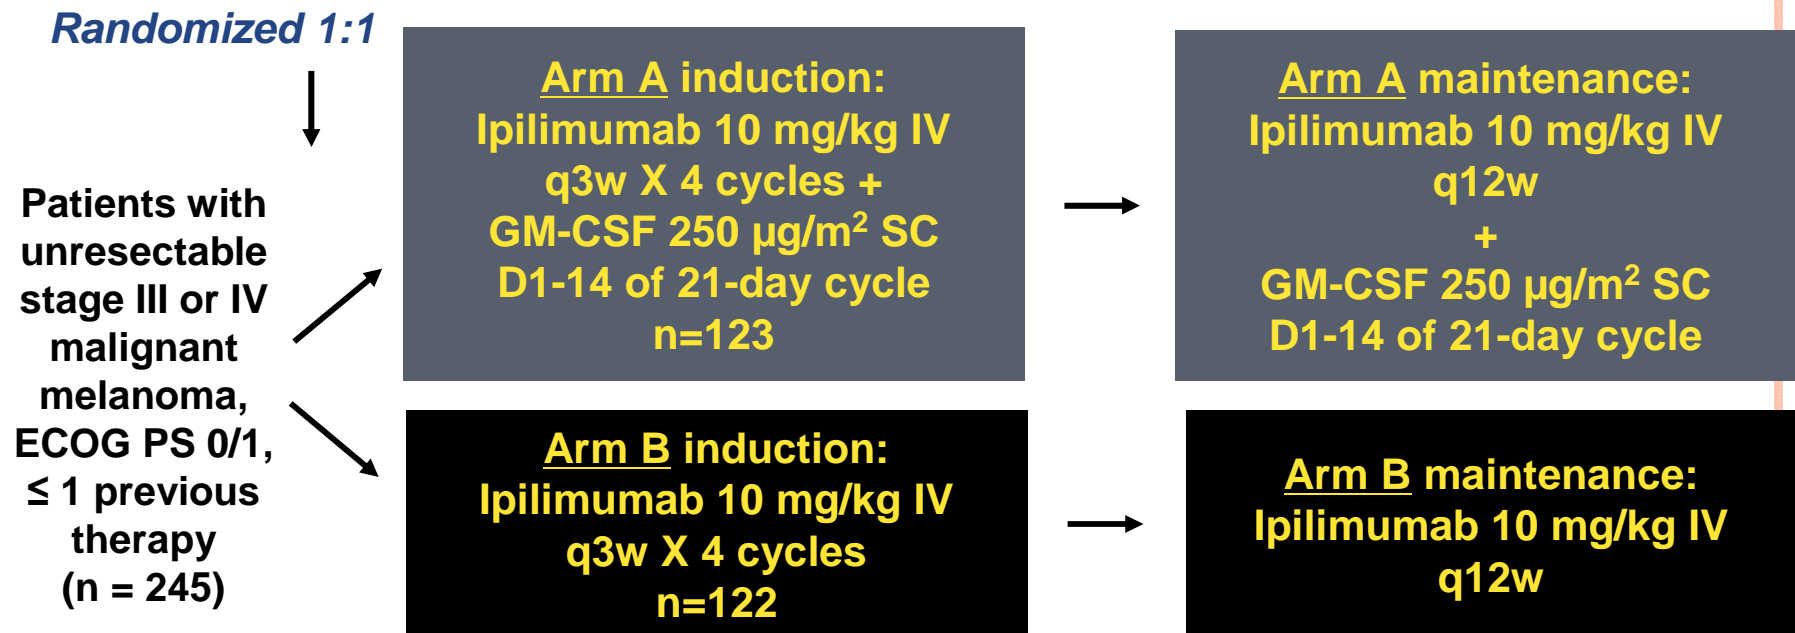 Randomized 1:1
Patients with
unresectable
stage III or IV
malignant
melanoma,
ECOG PS 0/1,
≤ 1 previous
therapy
(n = 245)
Arm A induction:
Ipilimumab 10 mg/kg IV
q3w X 4 cycles +
GM-CSF 250 µg/m² SC
D1-14 of 21-day cycle
n=123
Arm A maintenance:
Ipilimumab 10 mg/kg IV
q12w
+
GM-CSF 250 µg/m² SC
D1-14 of 21-day cycle
Arm B induction:
Ipilimumab 10 mg/kg IV
q3w X 4 cycles
n=122
Arm B maintenance:
Ipilimumab 10 mg/kg IV
q12w